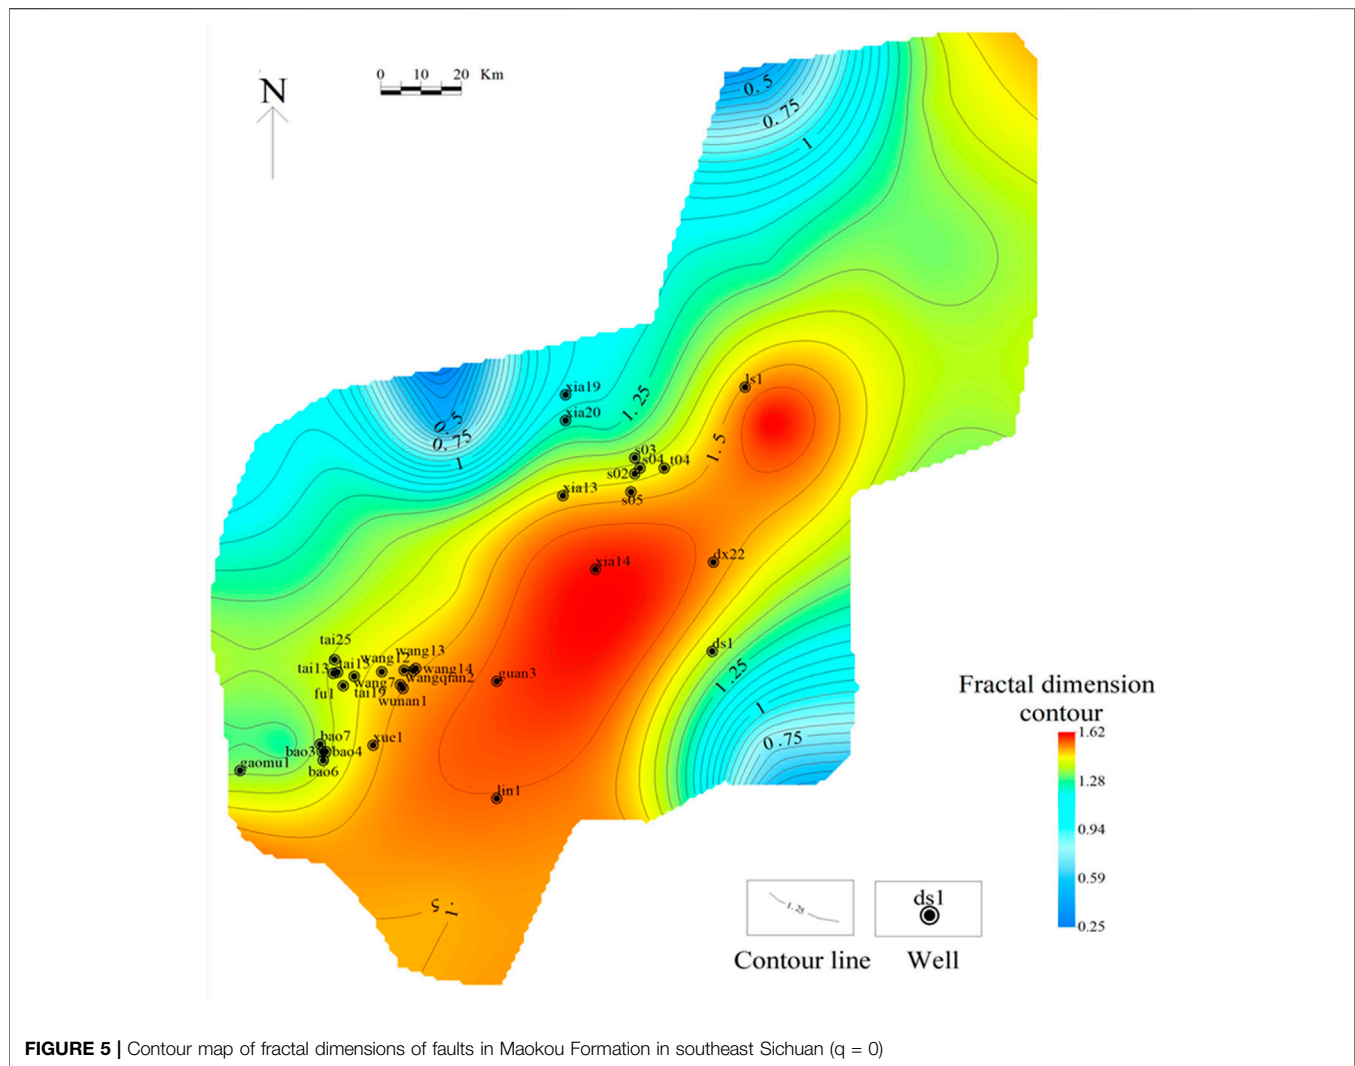 N
0 10 20 Km
0.5
0.75
1
xia19
xia20
1.25
ls1
0.5
0.75
1
1.5
s03
s04
t04
s02
xia13
s05
xia14
dx22
ds1
1.25
1
0.75
tai25
wang13
wang12
tai15
tai13
wang14
wangqian2
wang7
fu1
tai19
wunan1
guan3
bao7
xue1
bao3
bao4
bao6
gaomu1
lin1
1.5
Fractal dimension
contour
1.62
1.28
0.94
0.59
0.25
1.25
ds1
Contour line
Well
FIGURE 5 | Contour map of fractal dimensions of faults in Maokou Formation in southeast Sichuan (q = 0)